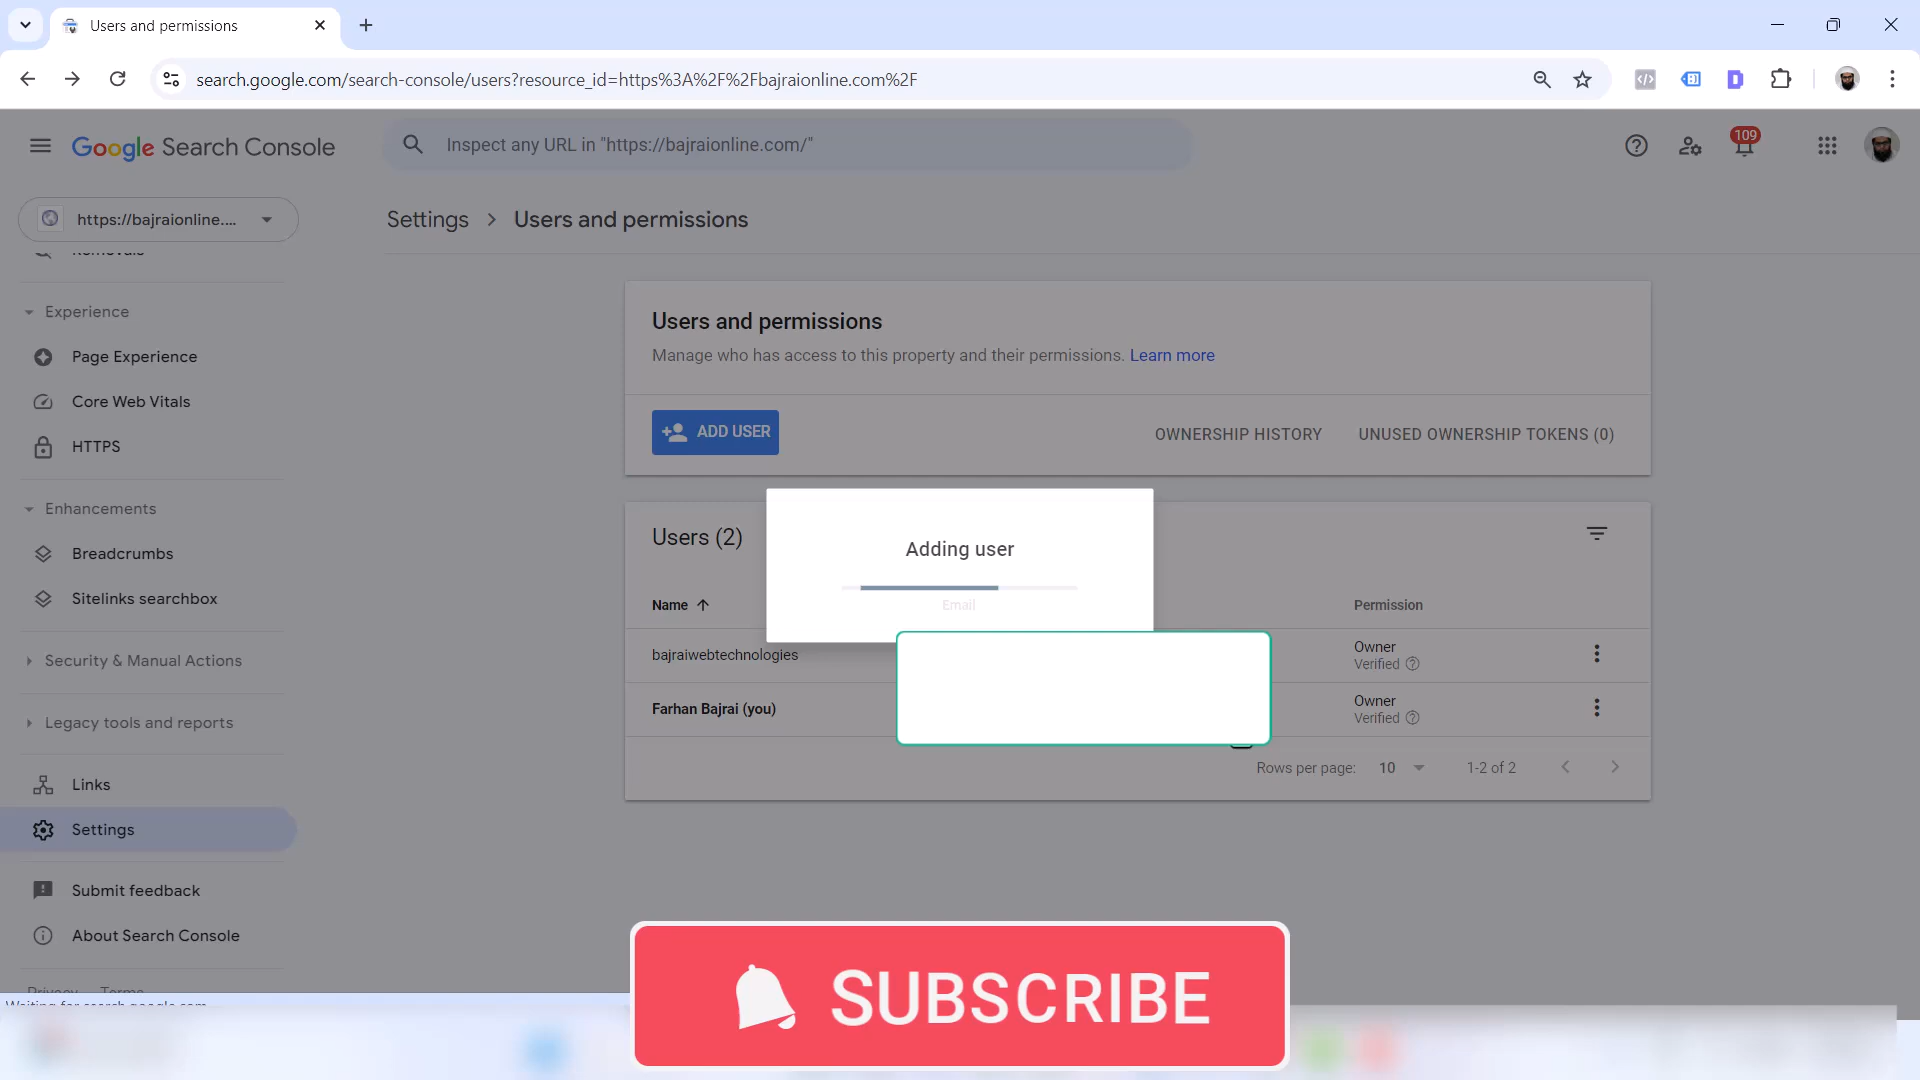 Users and permissions
search.google.com/search-console/users?resource_id=https%3A%2F%2Fbajraionline.com%2F
Google Search Console
Inspect any URL in "https://bajraionline.com/"
109
https://bajraionline....
Settings > Users and permissions
Removals
Experience
Page Experience
Core Web Vitals
HTTPS
Enhancements
Breadcrumbs
Sitelinks searchbox
Security & Manual Actions
Legacy tools and reports
Links
Settings
Submit feedback
About Search Console
Privacy Terms
Waiting for search.google.com
Users and permissions
Manage who has access to this property and their permissions. Learn more
ADD USER
OWNERSHIP HISTORY
UNUSED OWNERSHIP TOKENS (0)
Users (2)
Adding user
Name
Email
Permission
bajraiwebtechnologies
Owner
Verified
Farhan Bajrai (you)
Owner
Verified
Rows per page: 10
1-2 of 2
SUBSCRIBE